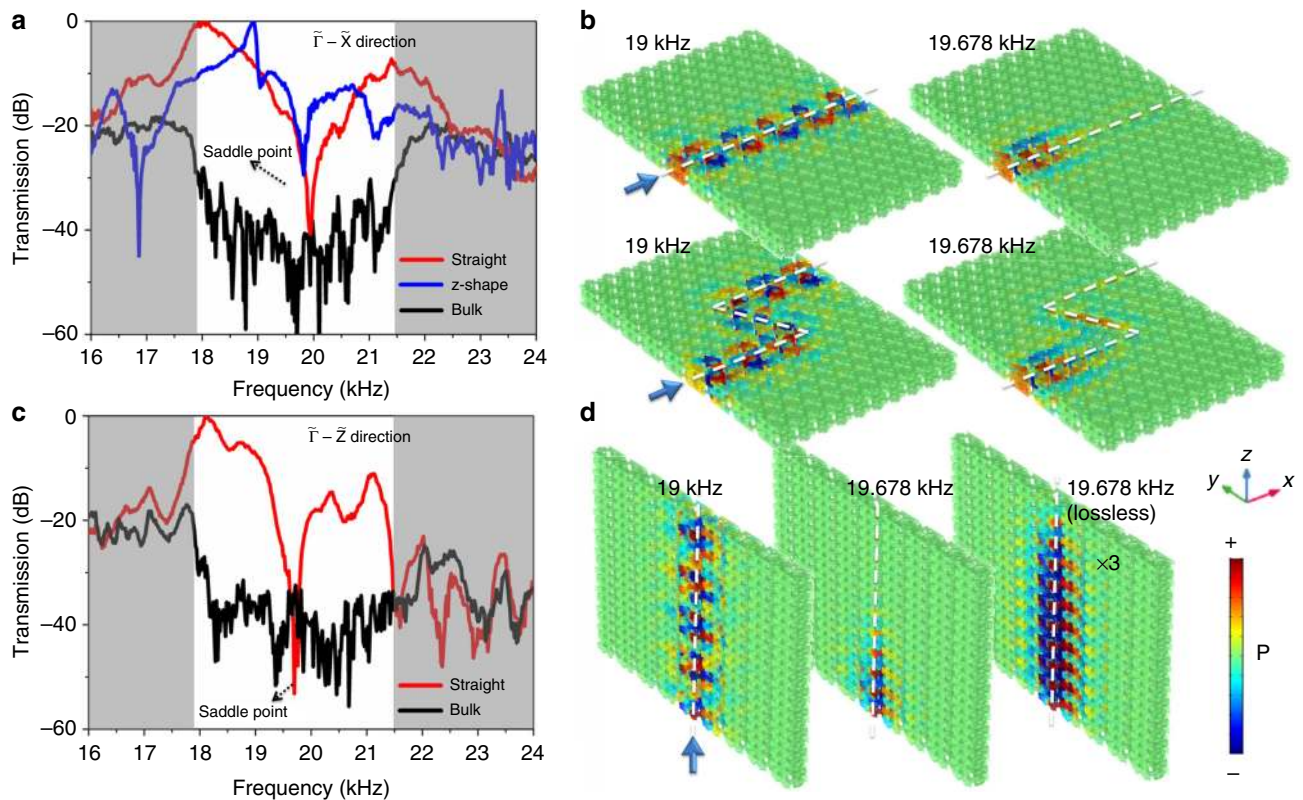 a
0
–20
–40
–60
Transmission (dB)
Γ̃ – X̃ direction
Saddle point
Straight
z-shape
Bulk
16 17 18 19 20 21 22 23 24
Frequency (kHz)
b
19 kHz
19.678 kHz
19 kHz
19.678 kHz
c
0
–20
–40
–60
Transmission (dB)
Γ̃ – Z̃ direction
Straight
Bulk
Saddle point
16 17 18 19 20 21 22 23 24
Frequency (kHz)
d
19 kHz
19.678 kHz
19.678 kHz
(lossless)
×3
z
y
x
+
P
–